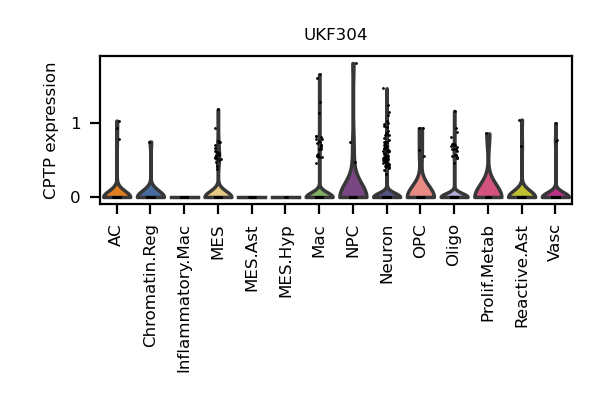 UKF304
CPTP expression
1
0
AC
Chromatin.Reg
Inflammatory.Mac
MES
MES.Ast
MES.Hyp
Mac
NPC
Neuron
OPC
Oligo
Prolif.Metab
Reactive.Ast
Vasc